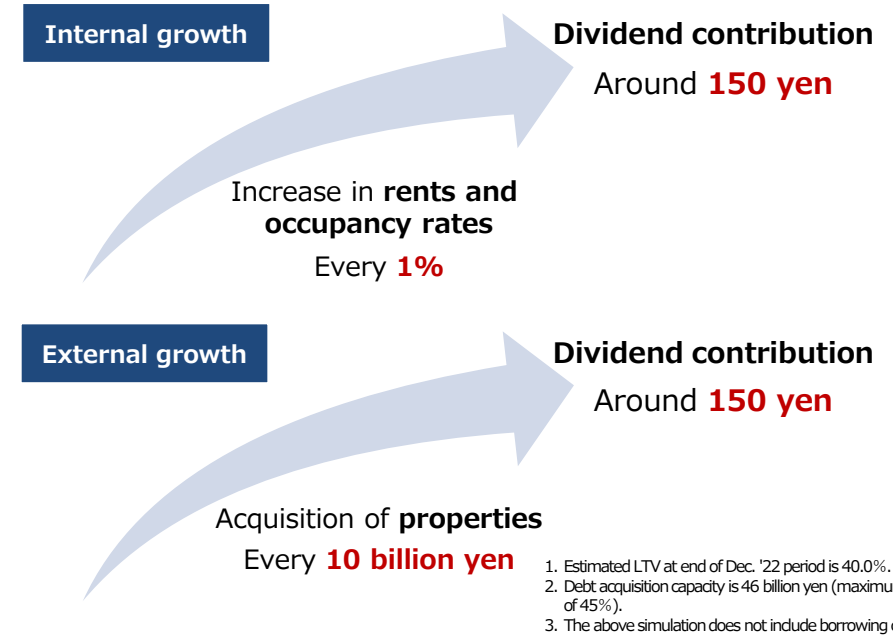 Internal growth
Dividend contribution
Around 150 yen
Increase in rents and
occupancy rates
Every 1%
External growth
Dividend contribution
Around 150 yen
Acquisition of properties
Every 10 billion yen
1. Estimated LTV at end of Dec. '22 period is 40.0%.
2. Debt acquisition capacity is 46 billion yen
of 45%).
3. The above simulation does not include borrowing